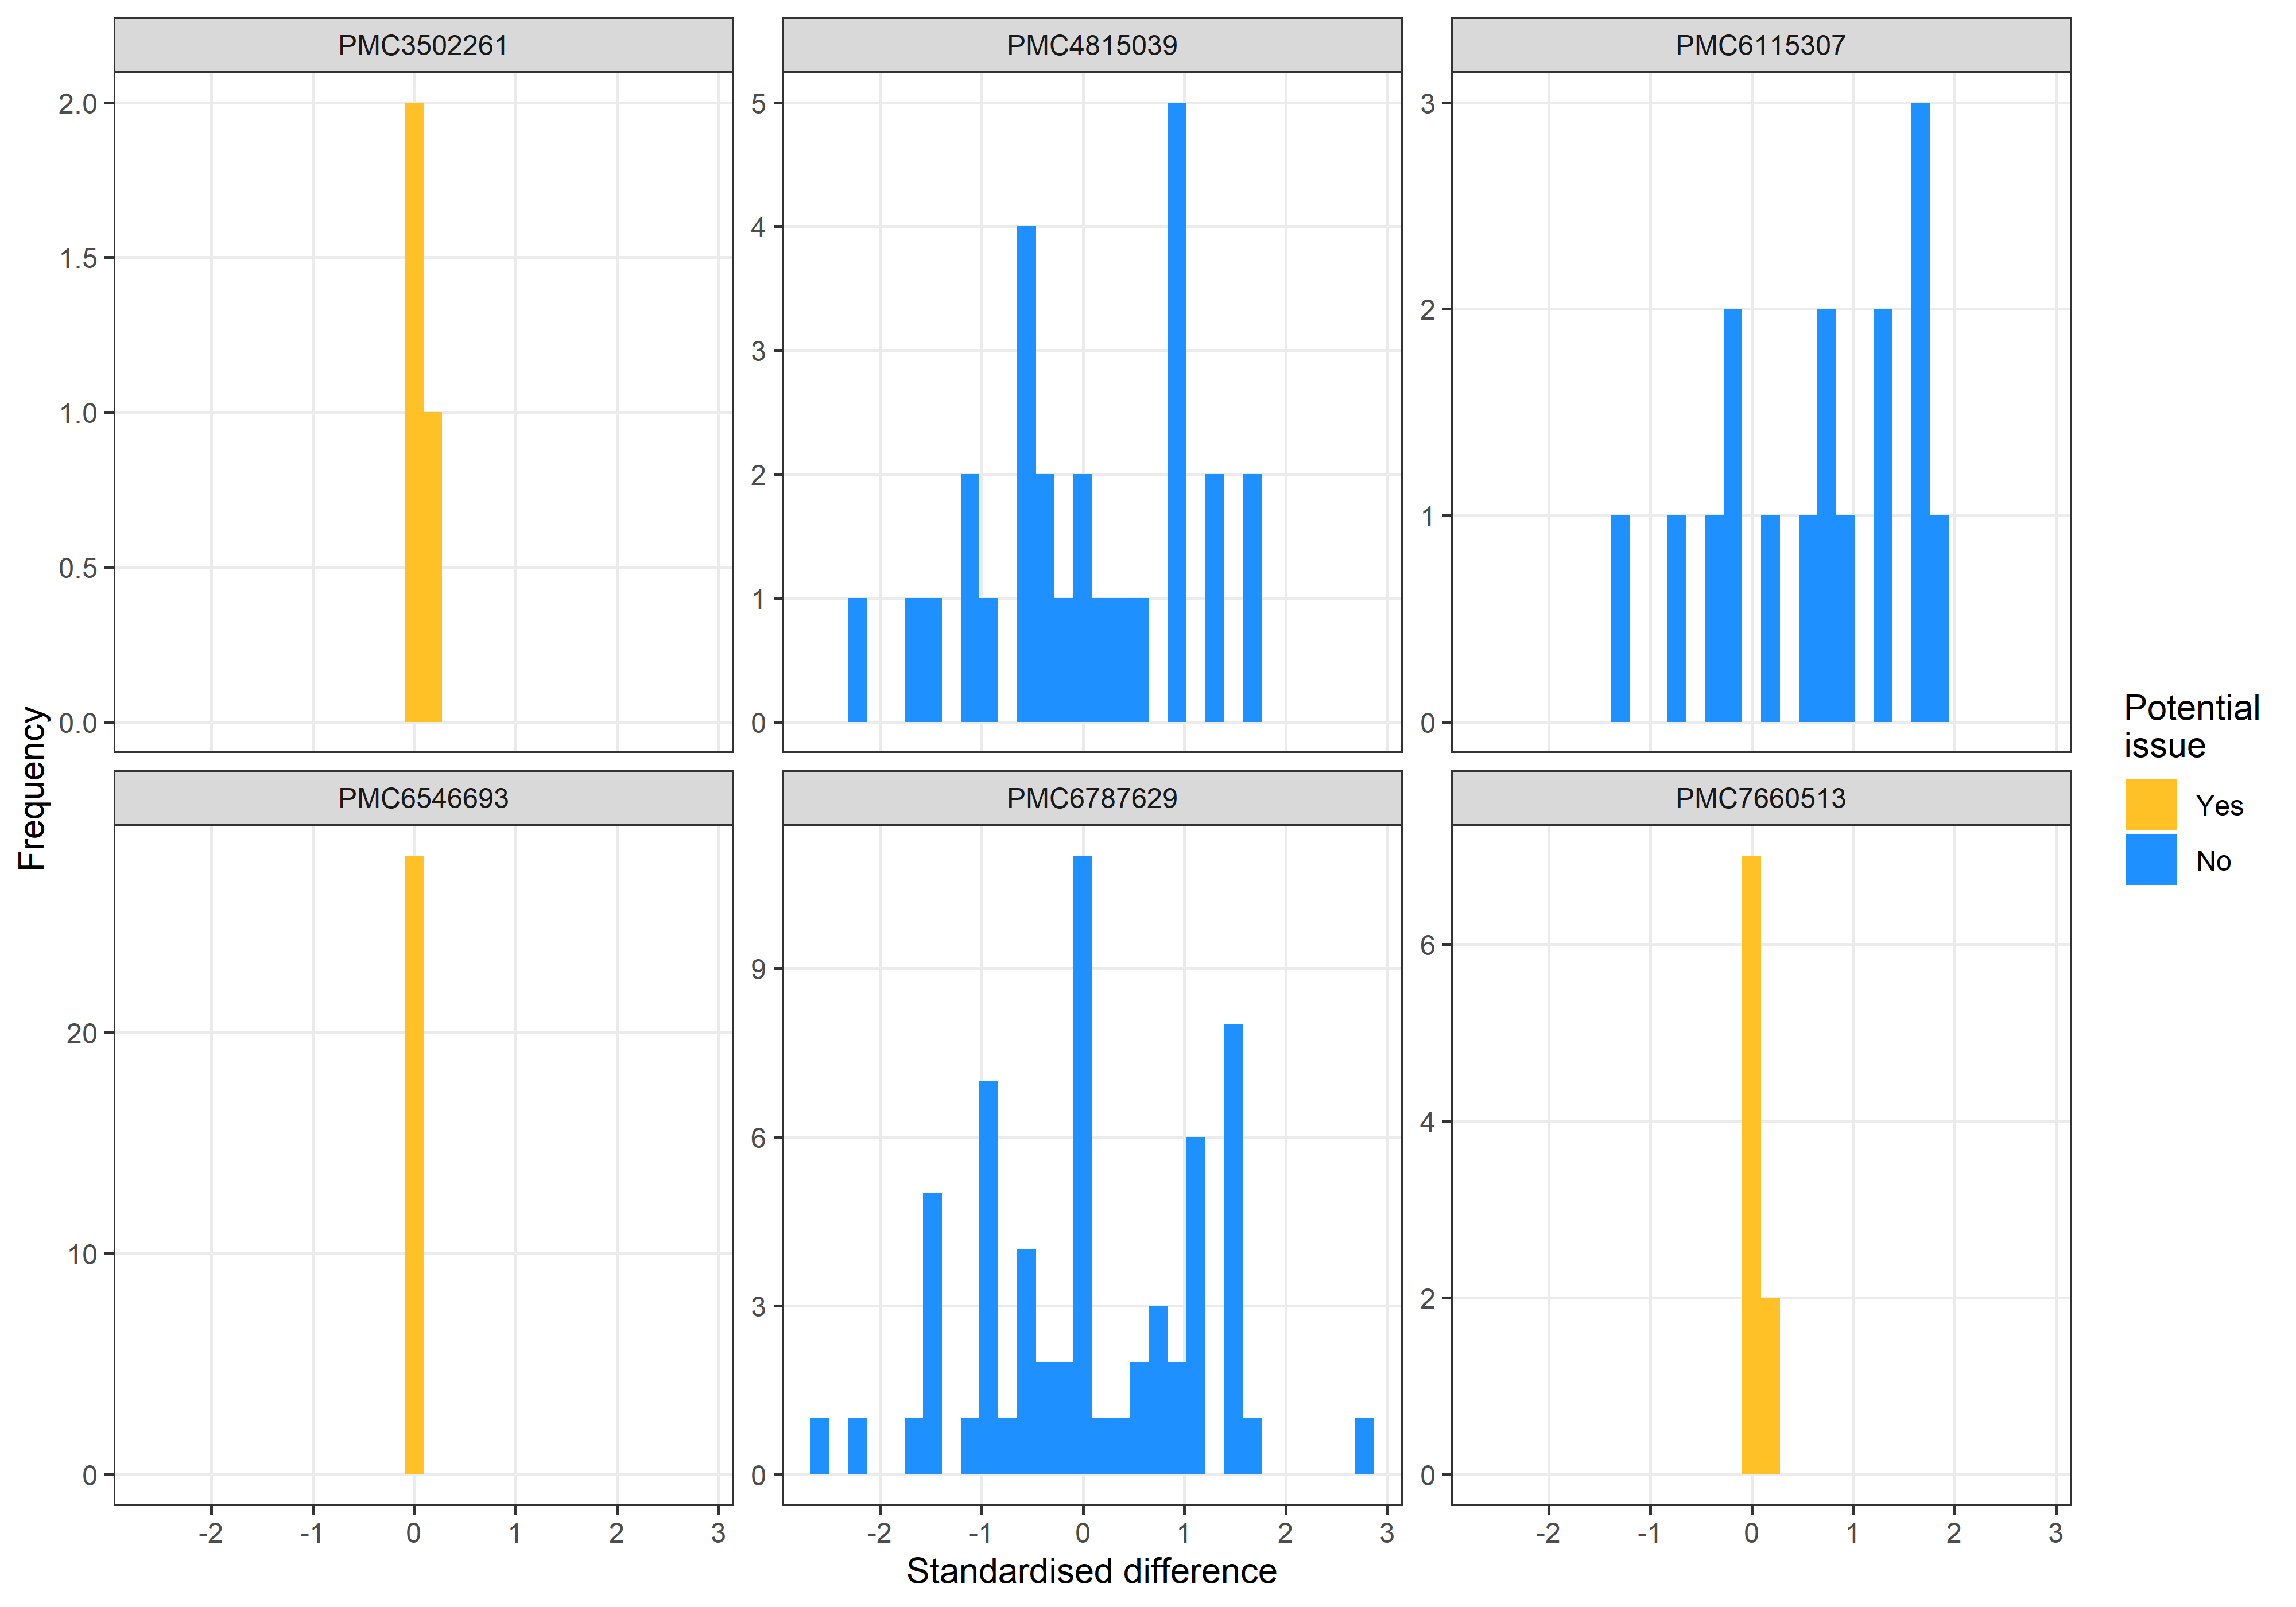 PMC3502261 PMC4815039 PMC6115307
2.0
1.5
1.0
0.5
0.0
5
4
3
2
1
0
3
2
1
0
PMC6546693 PMC6787629 PMC7660513
20
10
0
9
6
3
0
6
4
2
0
-2 -1 0 1 2 3
-2 -1 0 1 2 3
-2 -1 0 1 2 3
Frequency
Standardised difference
Potential
issue
Yes
No